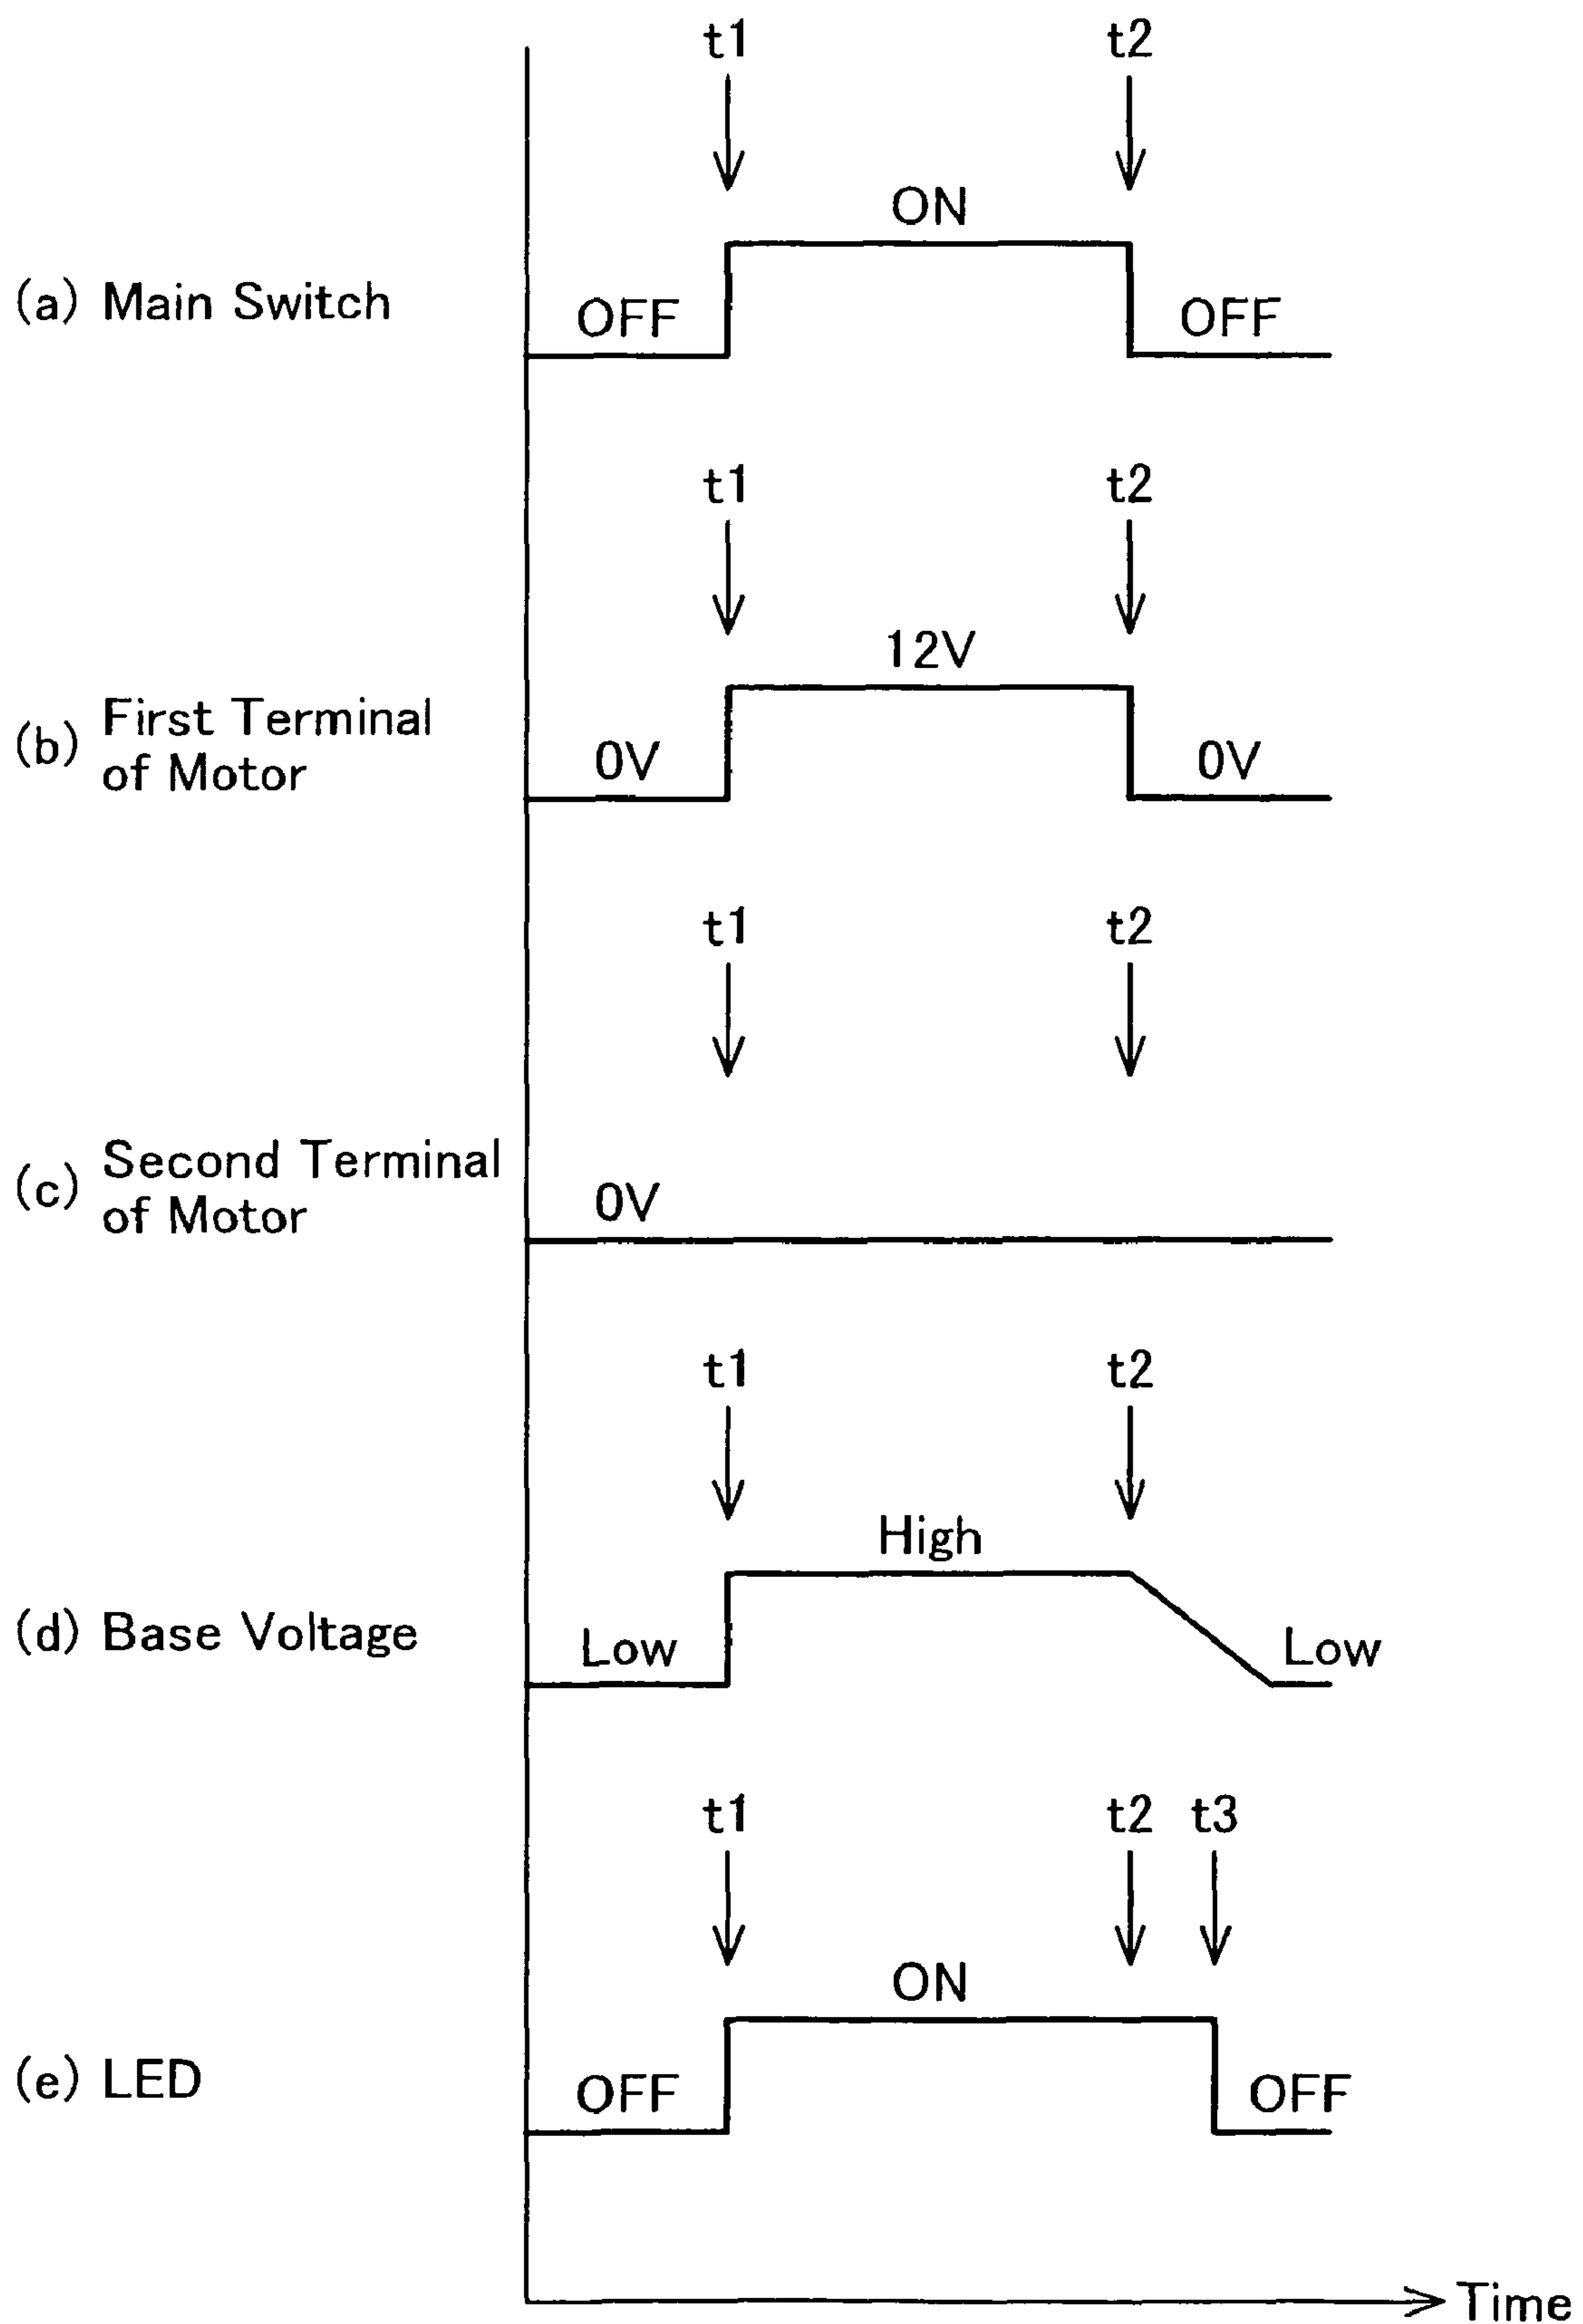 t1 t2
ON
(a) Main Switch OFF OFF
t1 t2
12V
(b) First Terminal
of Motor 0V 0V
t1 t2
(c) Second Terminal
of Motor 0V
t1 t2
High
(d) Base Voltage Low Low
t1 t2 t3
ON
(e) LED OFF OFF
Time